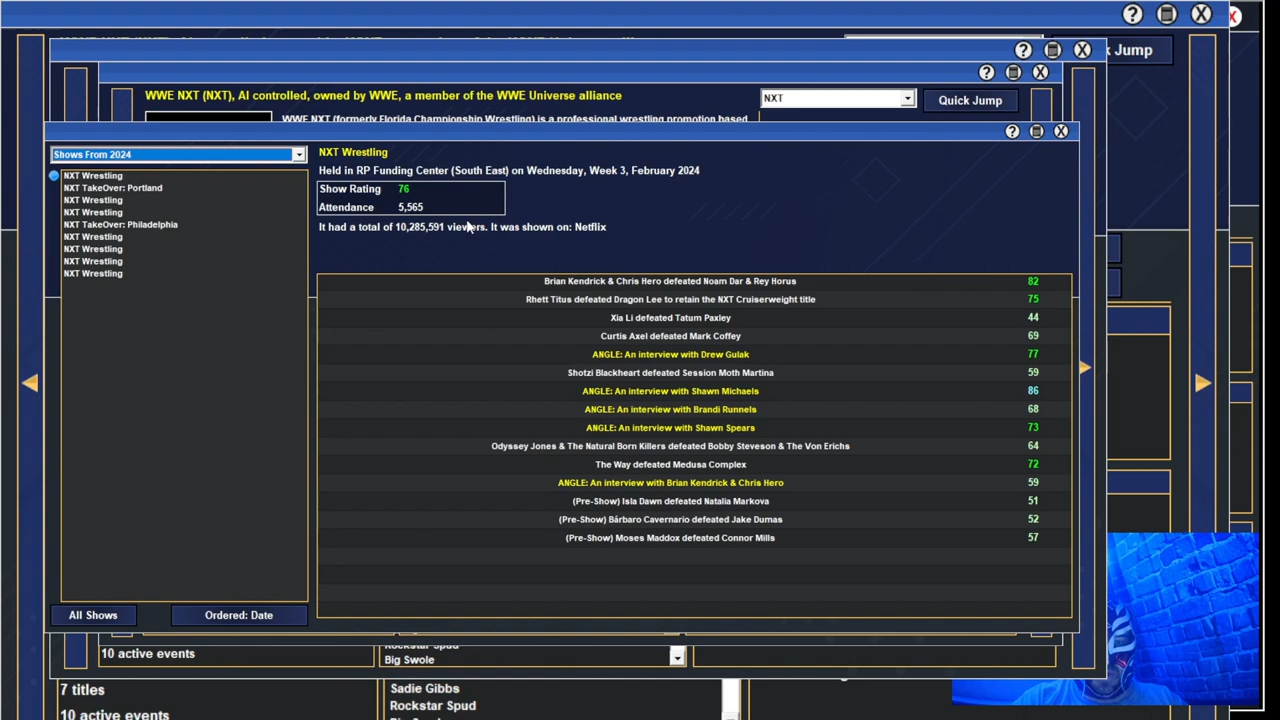 k Jump
WWE NXT (NXT), AI controlled, owned by WWE, a member of the WWE Universe alliance
NXT
Quick Jump
WWE NXT (formerly Florida Championship Wrestling) is a professional wrestling promotion based
Shows From 2024
NXT Wrestling
NXT TakeOver: Portland
NXT Wrestling
NXT Wrestling
NXT TakeOver: Philadelphia
NXT Wrestling
NXT Wrestling
NXT Wrestling
NXT Wrestling
All Shows
Ordered: Date
NXT Wrestling
Held in RP Funding Center (South East) on Wednesday, Week 3, February 2024
Show Rating 76
Attendance 5,565
It had a total of 10,285,591 viewers. It was shown on: Netflix
Brian Kendrick & Chris Hero defeated Noam Dar & Rey Horus 82
Rhett Titus defeated Dragon Lee to retain the NXT Cruiserweight title 75
Xia Li defeated Tatum Paxley 44
Curtis Axel defeated Mark Coffey 69
ANGLE: An interview with Drew Gulak 77
Shotzi Blackheart defeated Session Moth Martina 59
ANGLE: An interview with Shawn Michaels 86
ANGLE: An interview with Brandi Runnels 68
ANGLE: An interview with Shawn Spears 73
Odyssey Jones & The Natural Born Killers defeated Bobby Steveson & The Von Erichs 64
The Way defeated Medusa Complex 72
ANGLE: An interview with Brian Kendrick & Chris Hero 59
(Pre-Show) Isla Dawn defeated Natalia Markova 51
(Pre-Show) Bárbaro Cavernario defeated Jake Dumas 52
(Pre-Show) Moses Maddox defeated Connor Mills 57
10 active events
Rockstar Spud
Big Swole
7 titles
Sadie Gibbs
Rockstar Spud
10 active events